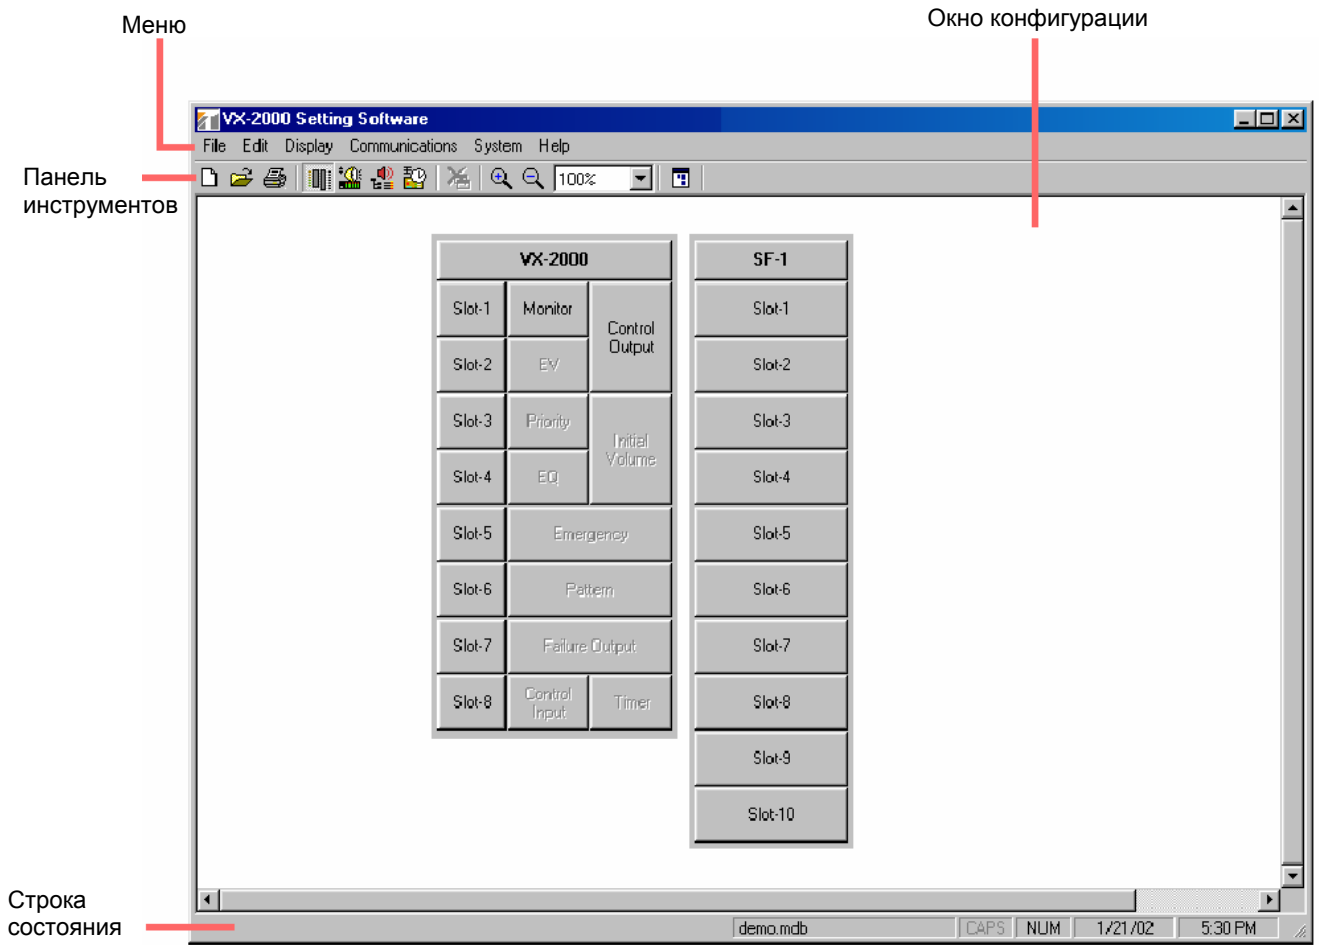 Меню
Окно конфигурации
VX-2000 Setting Software
File Edit Display Communications System Help
Панель
инструментов
100%
VX-2000
Slot-1 Monitor
Control
Output
Slot-2 EV
Slot-3 Priority
Initial
Volume
Slot-4 EQ
Slot-5 Emergency
Slot-6 Pattern
Slot-7 Failure Output
Slot-8
Control
Input
Timer
SF-1
Slot-1
Slot-2
Slot-3
Slot-4
Slot-5
Slot-6
Slot-7
Slot-8
Slot-9
Slot-10
Строка
состояния
demo.mdb CAPS NUM 1/21/02 5:30 PM